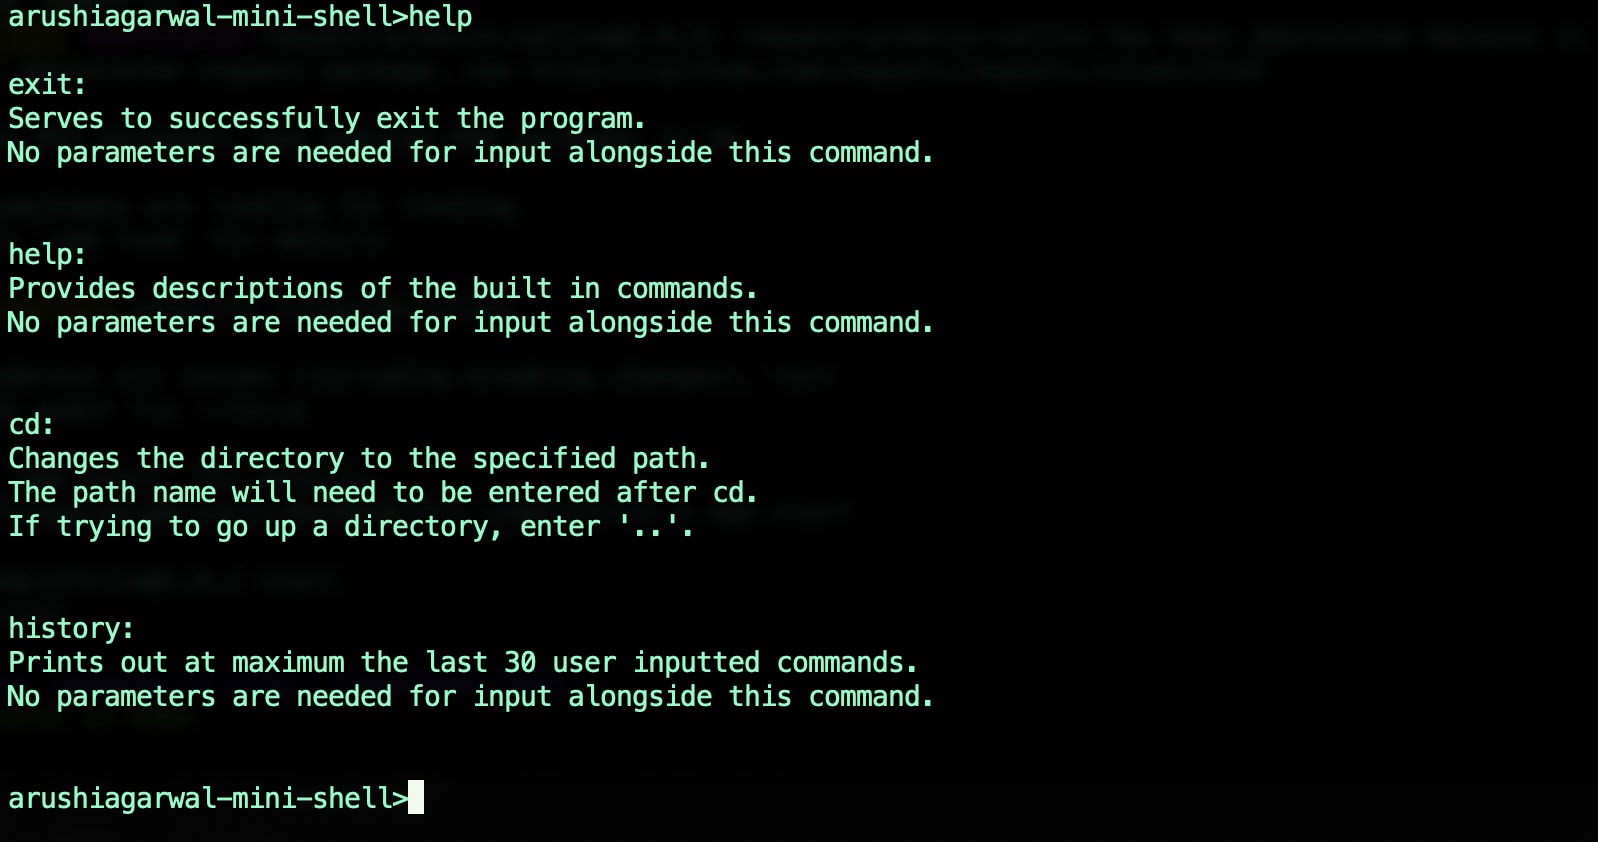 arushiagarwal-mini-shell>help
exit:
Serves to successfully exit the program.
No parameters are needed for input alongside this command.
help:
Provides descriptions of the built in commands.
No parameters are needed for input alongside this command.
cd:
Changes the directory to the specified path.
The path name will need to be entered after cd.
If trying to go up a directory, enter '..'.
history:
Prints out at maximum the last 30 user inputted commands.
No parameters are needed for input alongside this command.
arushiagarwal-mini-shell>